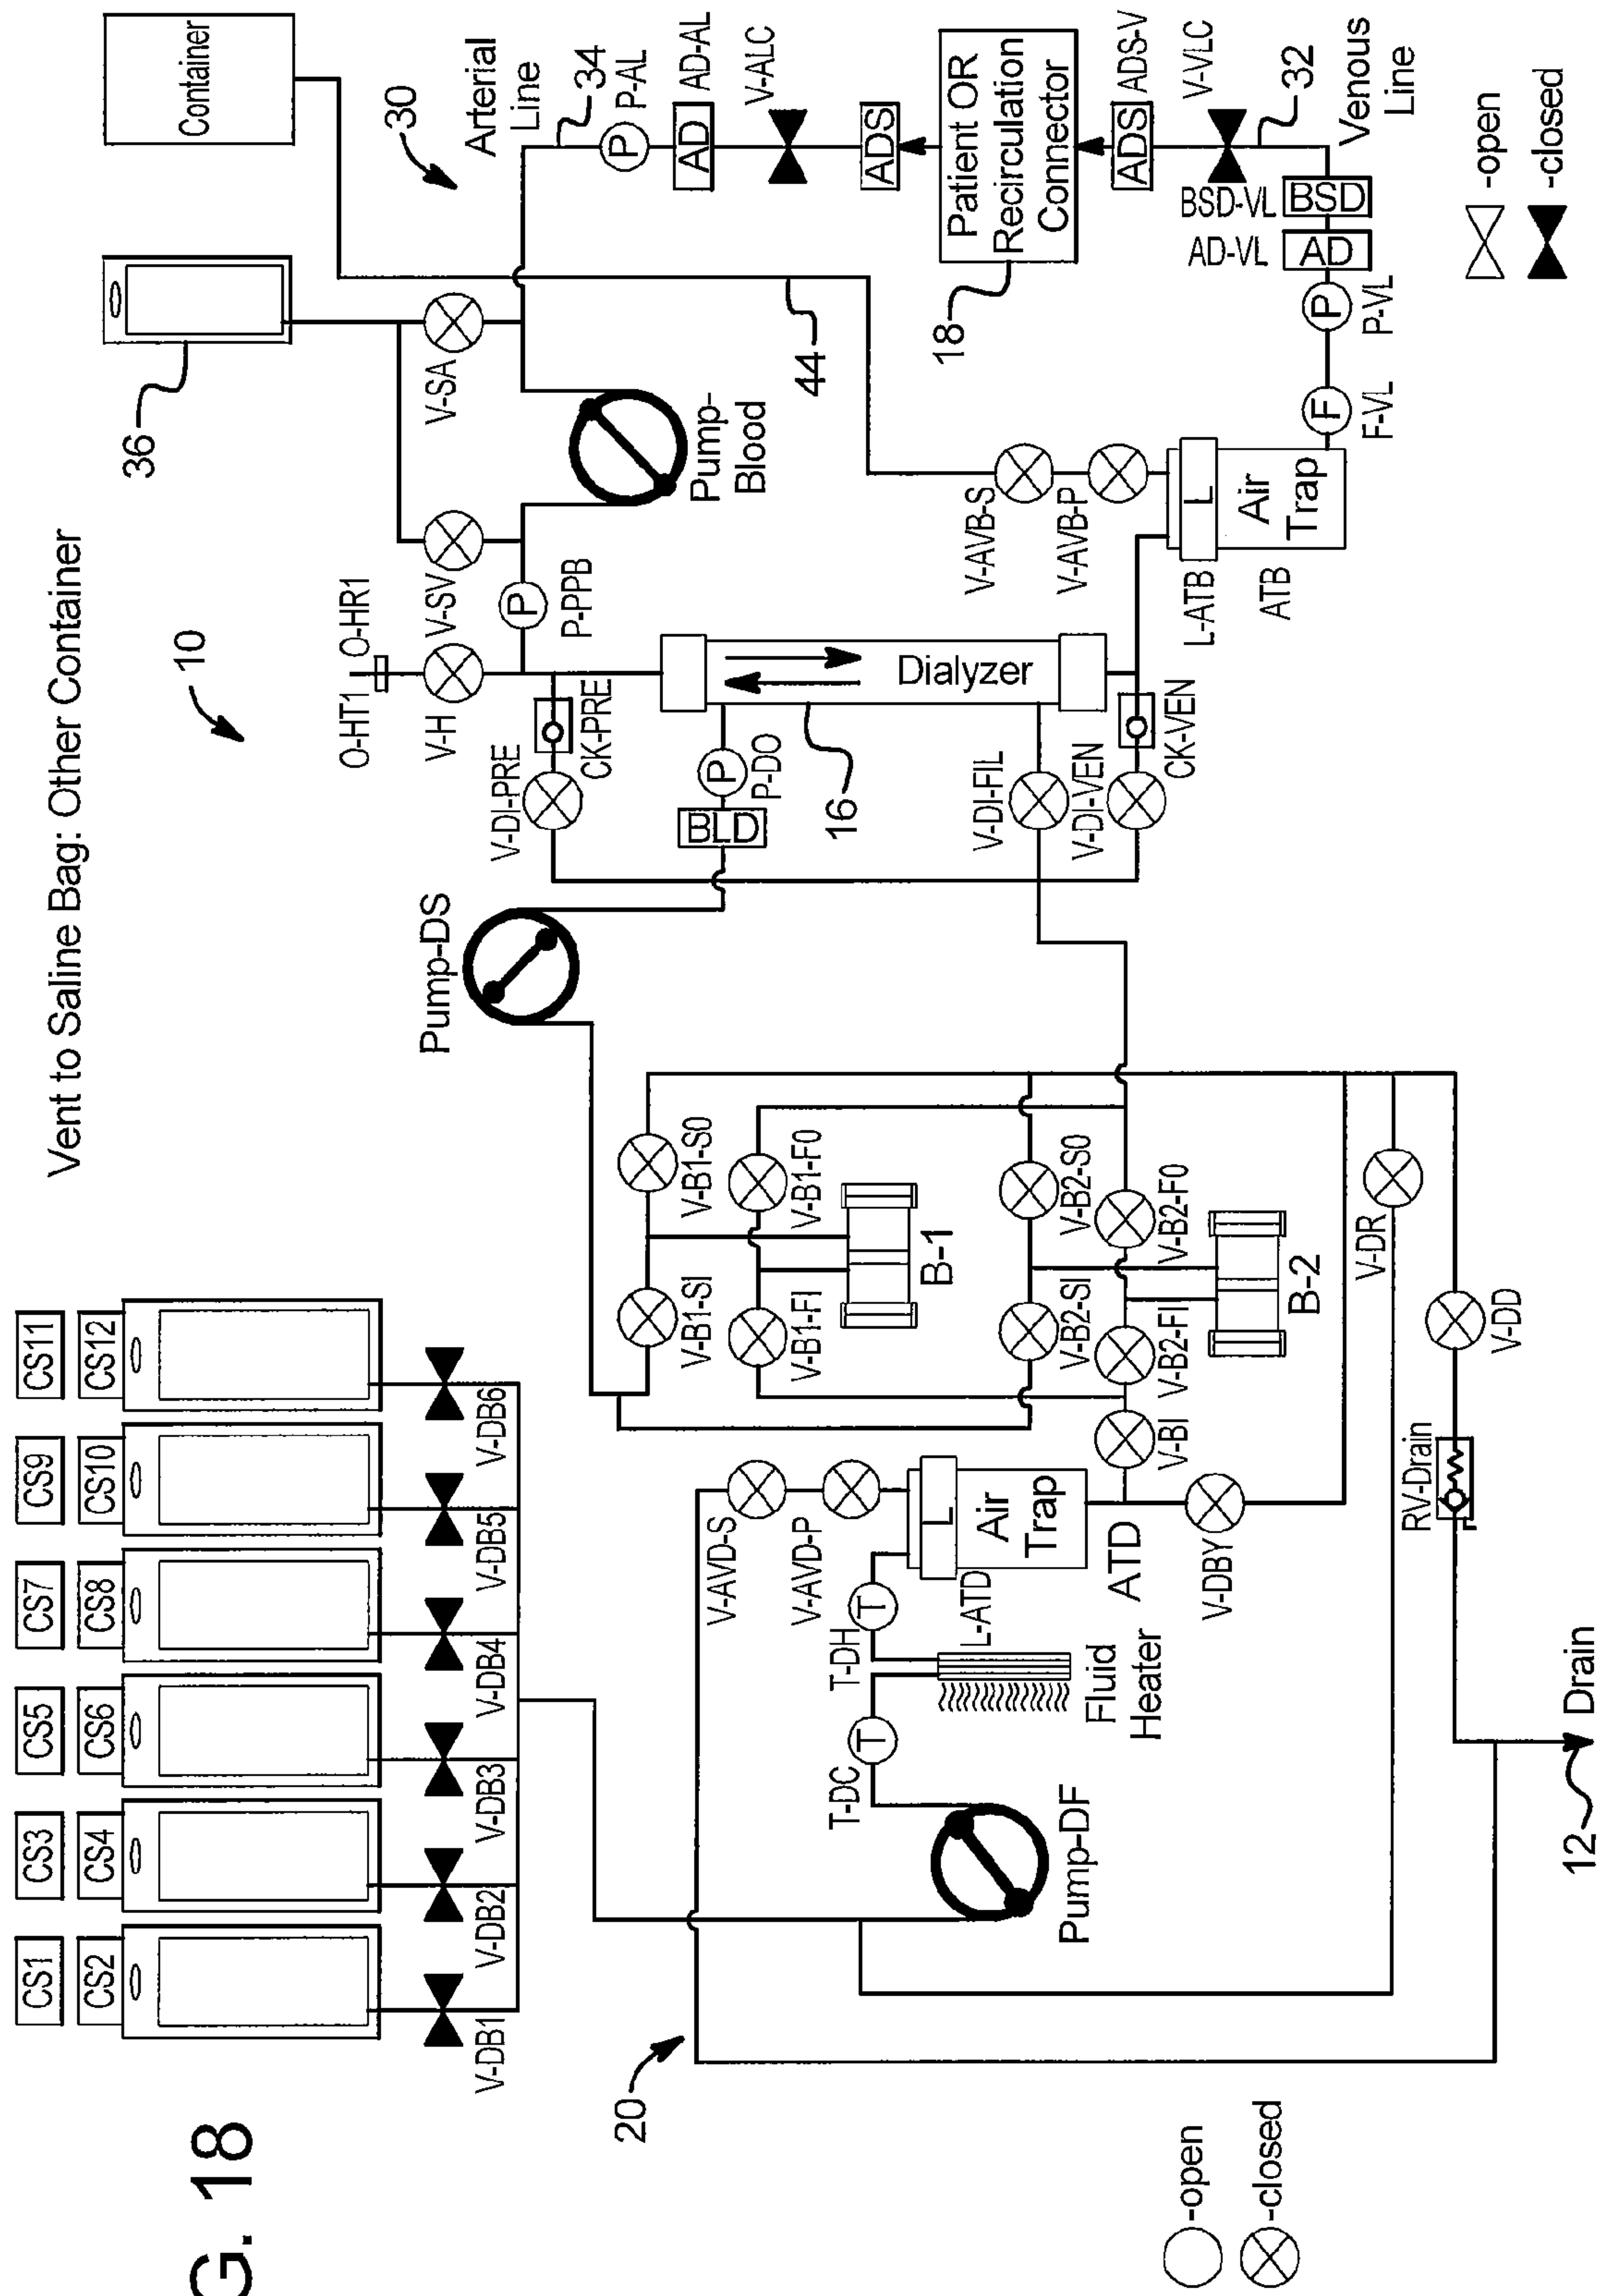 G. 18
Vent to Saline Bag: Other Container
CS1
CS3
CS5
CS7
CS9
CS11
CS2
CS4
CS6
CS8
CS10
CS12
V-DB1
V-DB2
V-DB3
V-DB4
V-DB5
V-DB6
10
36
Container
O-HT1
O-HR1
V-H
V-SV
V-SA
30
Arterial
Line
34
P-AL
P
AD-AL
AD
V-ALC
ADS
Pump-DS
Pump-
Blood
P
P-PPB
V-DI-PRE
CK-PRE
BLD
P
P-DO
Dialyzer
16
V-DI-FIL
V-DI-VEN
CK-VEN
44
18
Patient OR
Recirculation
Connector
ADS
ADS-V
V-VLC
32
Venous
Line
BSD-VL
BSD
AD-VL
AD
P
P-VL
F
F-VL
V-AVB-S
V-AVB-P
L
Air
Trap
L-ATB
ATB
20
V-B1-SI
V-B1-S0
V-B1-FI
V-B1-F0
B-1
V-B2-SI
V-B2-S0
V-B2-FI
V-B2-F0
B-2
V-AVD-S
V-AVD-P
T
T-DH
T
T-DC
L
Air
Trap
L-ATD
ATD
V-BI
V-DBY
Fluid
Heater
Pump-DF
V-DR
V-DD
RV-Drain
12
Drain
-open
-closed
-open
-closed